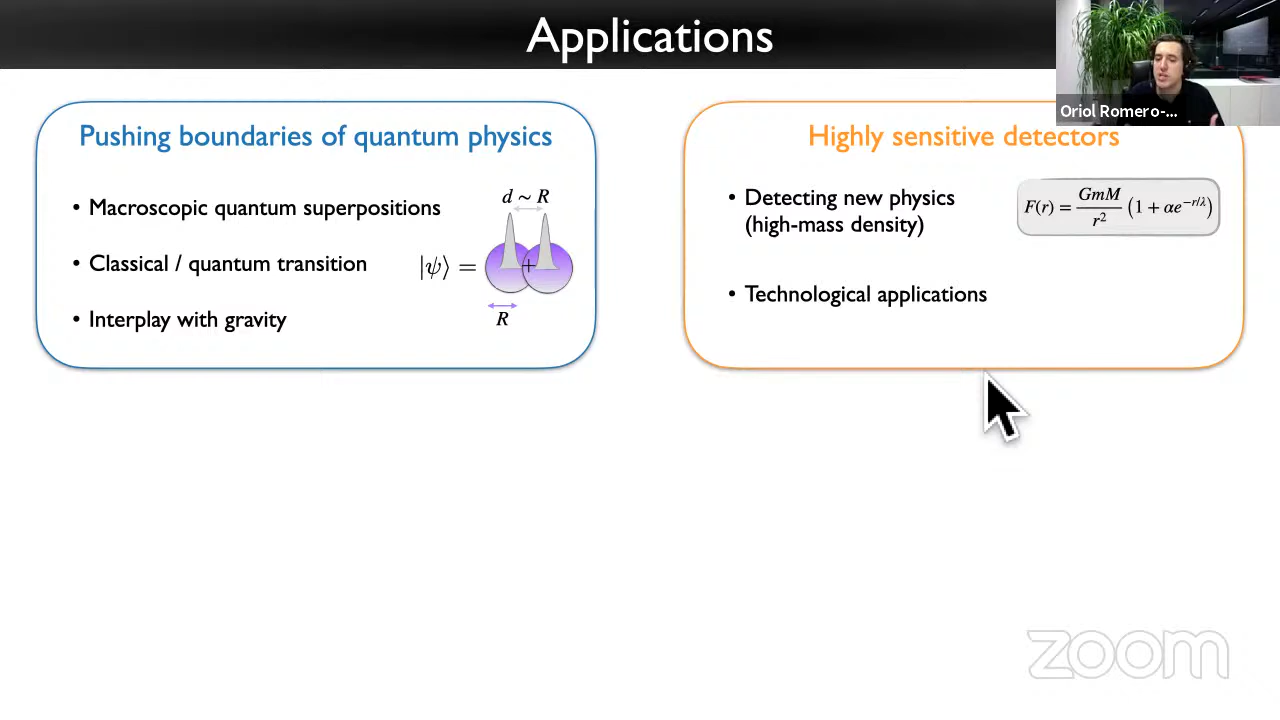 Applications
Oriol Romero-...
Pushing boundaries of quantum physics
• Macroscopic quantum superpositions
• Classical / quantum transition
• Interplay with gravity
d ~ R
|ψ⟩ = +
R
Highly sensitive detectors
• Detecting new physics
(high-mass density)
F(r) = GmM/r² (1 + αe^{−r/λ})
• Technological applications
zoom